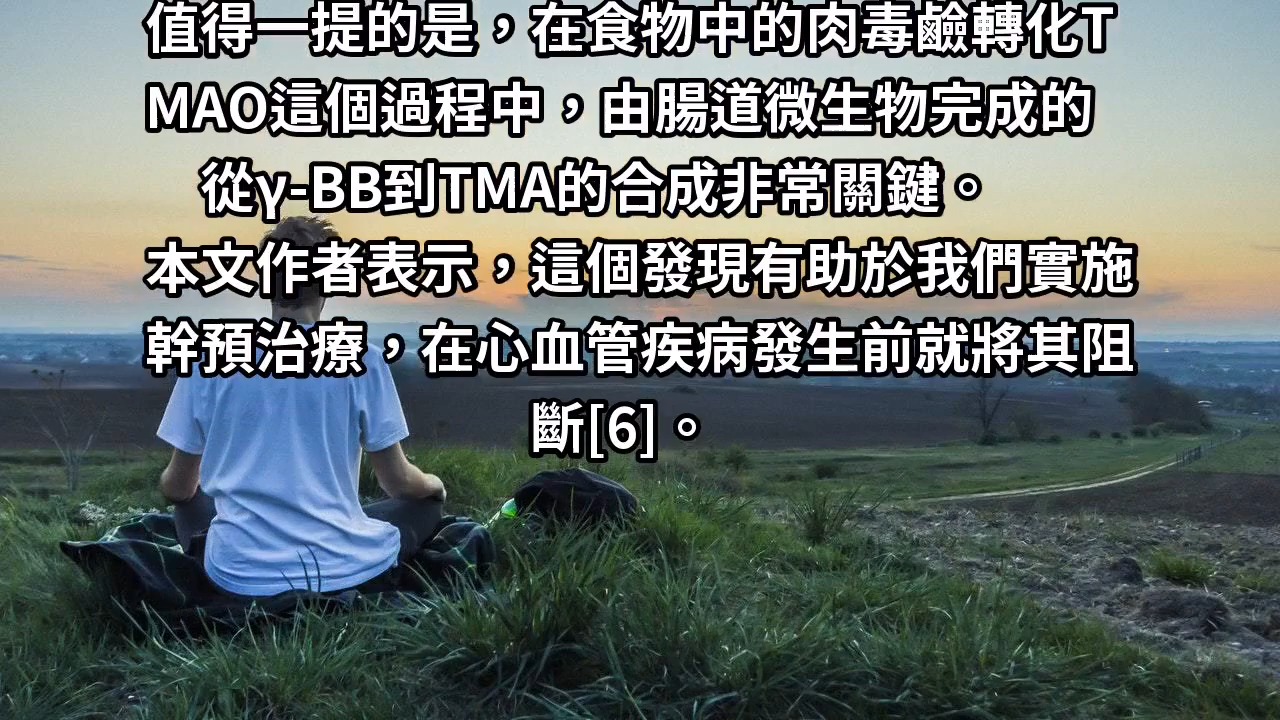 值得一提的是，在食物中的肉毒鹼轉化T
MAO這個過程中，由腸道微生物完成的
從γ-BB到TMA的合成非常關鍵。
本文作者表示，這個發現有助於我們實施
幹預治療，在心血管疾病發生前就將其阻
斷[6]。